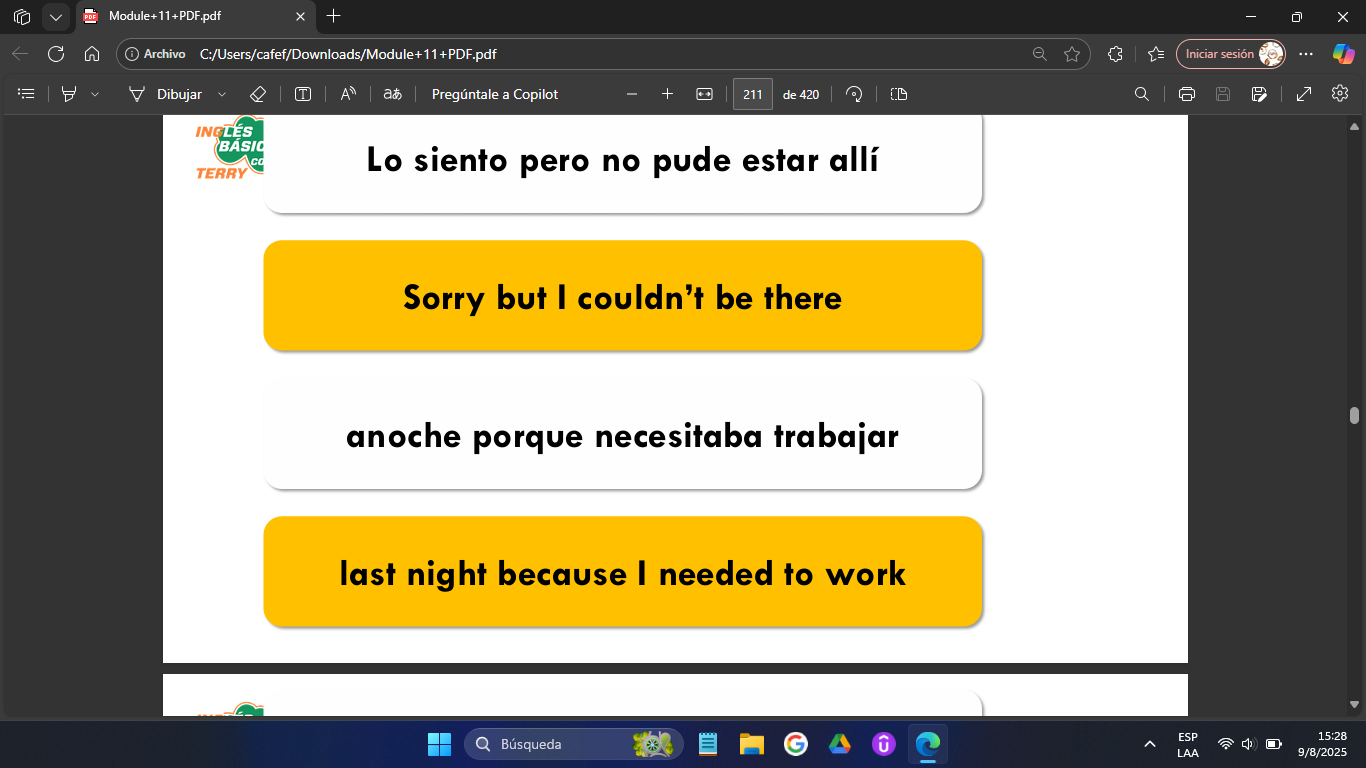 Module+11+PDF.pdf
Archivo C:/Users/cafef/Downloads/Module+11+PDF.pdf Iniciar sesión
Dibujar Pregúntale a Copilot 211 de 420
INGLÉS
BÁSIC
CO
TERRY
Lo siento pero no pude estar allí
Sorry but I couldn't be there
anoche porque necesitaba trabajar
last night because I needed to work
Búsqueda
ESP
LAA
15:28
9/8/2025